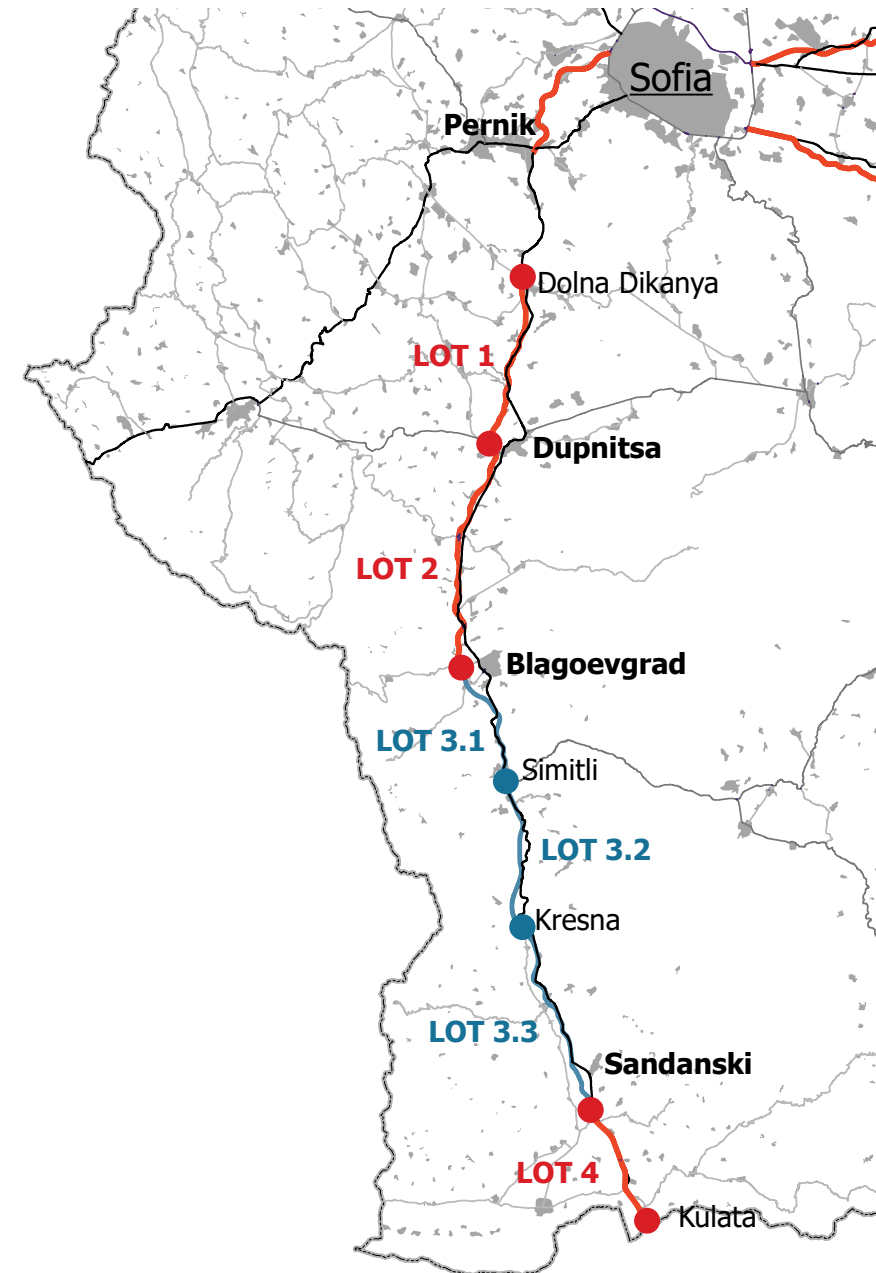 Sofia
Pernik
Dolna Dikanya
LOT 1
Dupnitsa
LOT 2
Blagoevgrad
LOT 3.1
Simitli
LOT 3.2
Kresna
LOT 3.3
Sandanski
LOT 4
Kulata